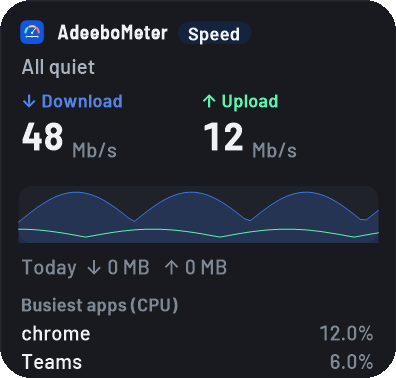 AdeeboMeter Speed
All quiet
↓ Download ↑ Upload
48 Mb/s 12 Mb/s
Today ↓ 0 MB ↑ 0 MB
Busiest apps (CPU)
chrome 12.0%
Teams 6.0%